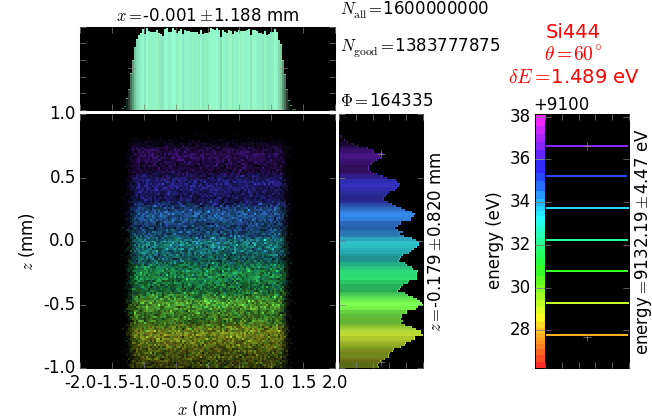 x=-0.001±1.188 mm
N_all=1600000000
N_good=1383777875
Φ=164335
Si444
θ=60°
δE=1.489 eV
1.0
0.5
0.0
-0.5
-1.0
z (mm)
-2.0 -1.5 -1.0 -0.5 0.0 0.5 1.0 1.5 2.0
x (mm)
z=-0.179±0.820 mm
+9100
38
36
34
32
30
28
energy (eV)
energy=9132.19±4.47 eV